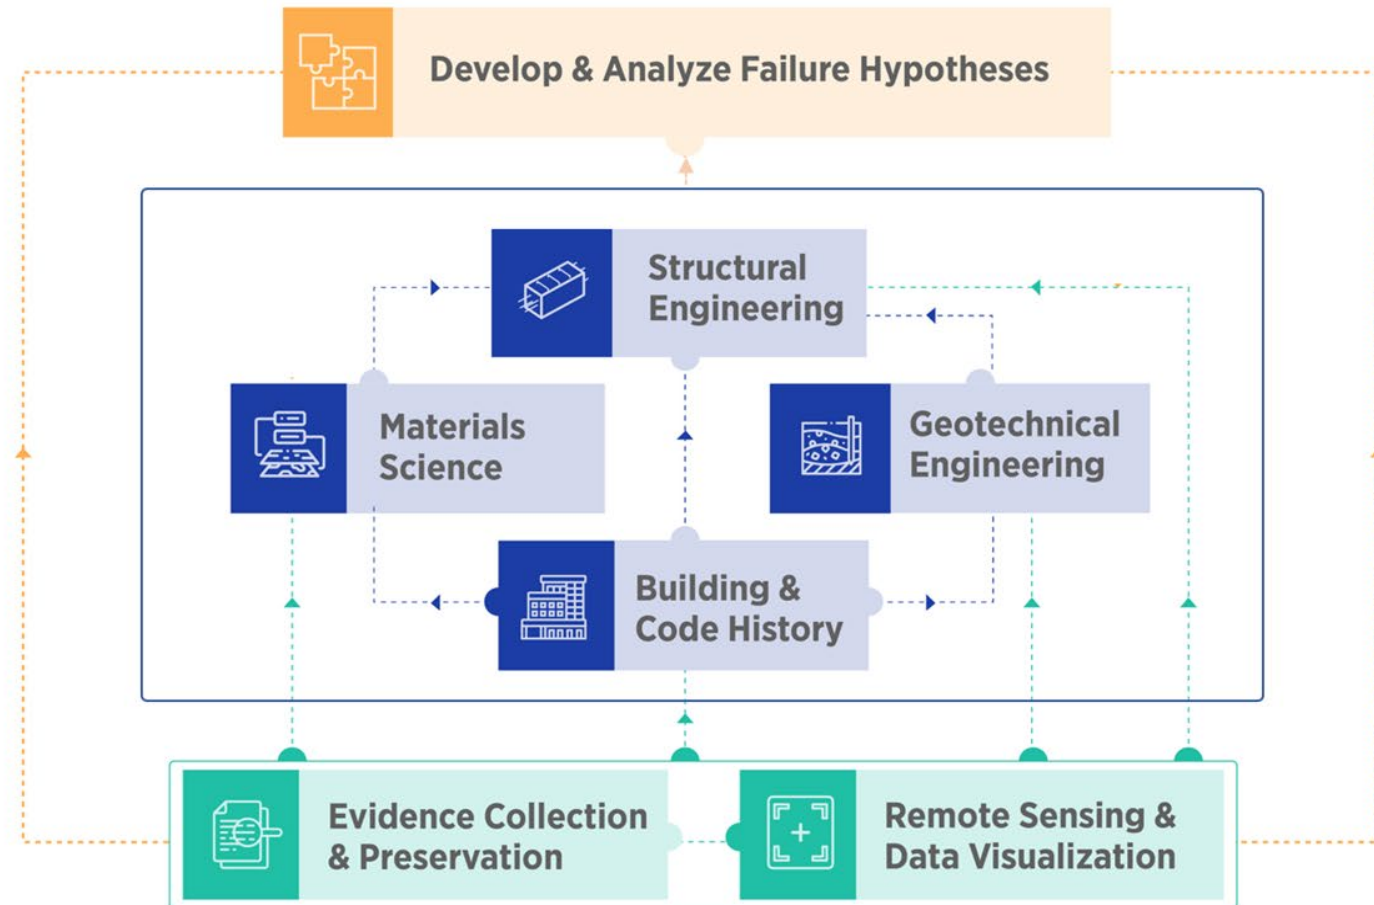 Develop & Analyze Failure Hypotheses
Structural
Engineering
Materials
Science
Geotechnical
Engineering
Building &
Code History
Evidence Collection
& Preservation
Remote Sensing &
Data Visualization